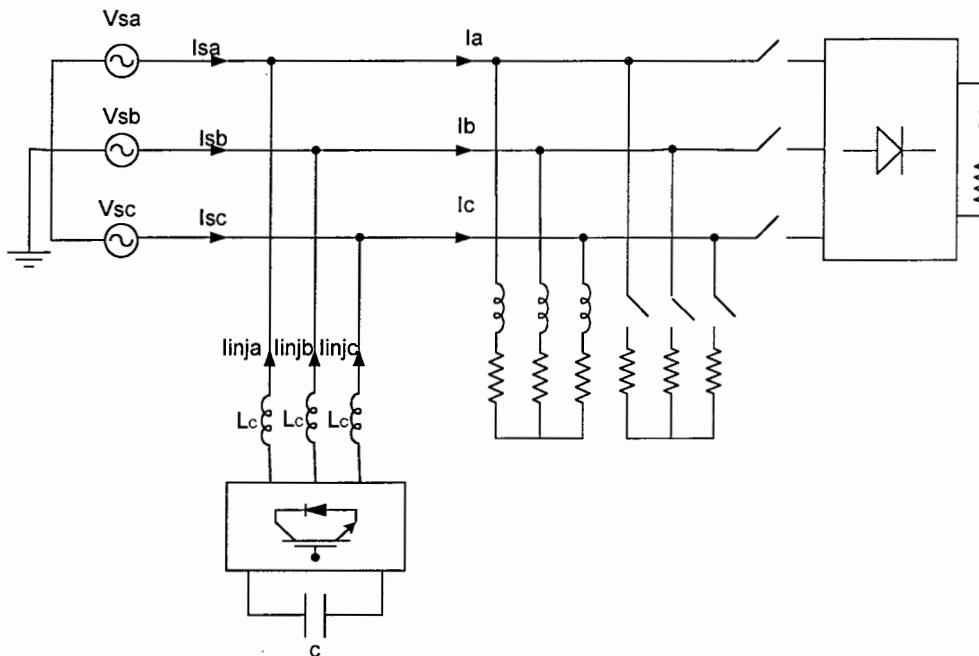 Vsa
Isa
Ia
Vsb
Isb
Ib
Vsc
Isc
Ic
Iinja Iinjb Iinjc
Lc Lc Lc
c